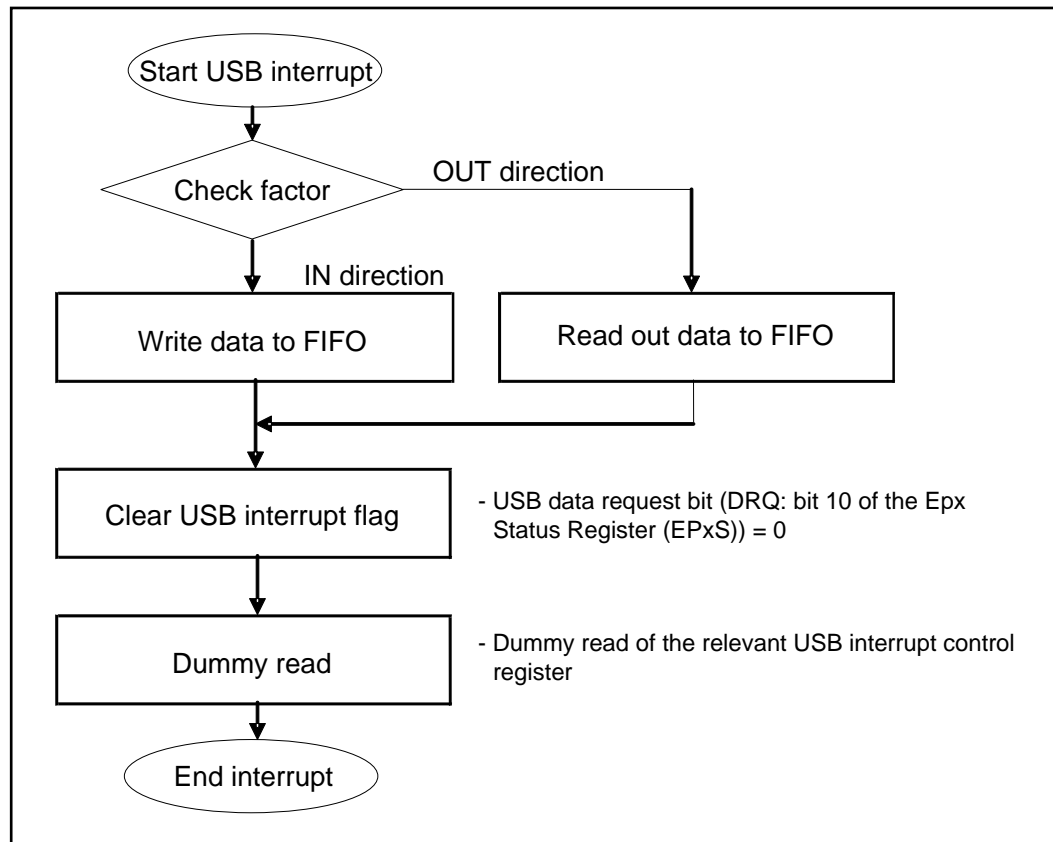 Start USB interrupt
Check factor
OUT direction
IN direction
Write data to FIFO
Read out data to FIFO
Clear USB interrupt flag
- USB data request bit (DRQ: bit 10 of the Epx
Status Register (EPxS)) = 0
Dummy read
- Dummy read of the relevant USB interrupt control
register
End interrupt